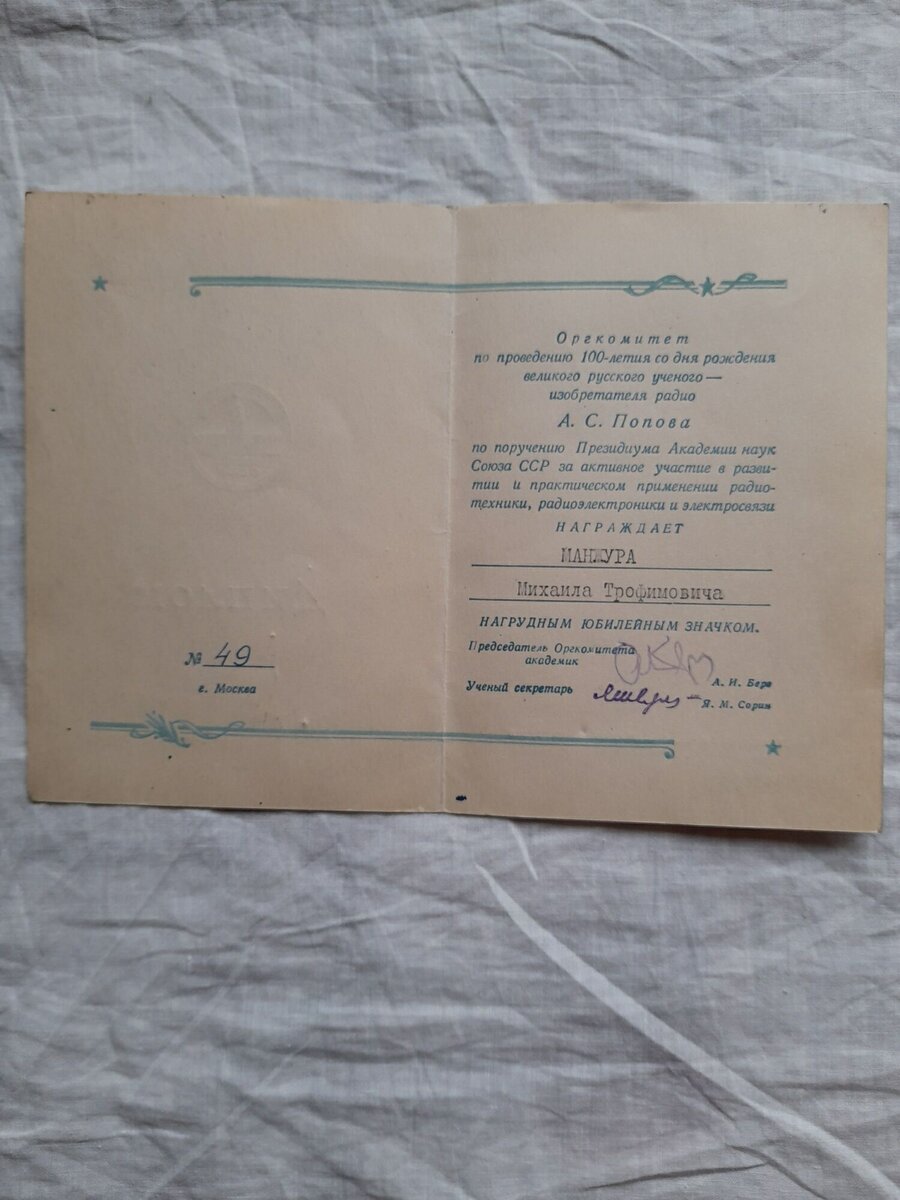 № 49
г. Москва
Оргкомитет
по проведению 100-летия со дня рождения
великого русского ученого —
изобретателя радио
А. С. Попова
по поручению Президиума Академии наук
Союза ССР за активное участие в разви-
тии и практическом применении радио-
техники, радиоэлектроники и электросвязи
НАГРАЖДАЕТ
МАНЖУРА
Михаила Трофимовича
НАГРУДНЫМ ЮБИЛЕЙНЫМ ЗНАЧКОМ.
Председатель Оргкомитета
академик
А. И. Берг
Ученый секретарь
Я. М. Сорин